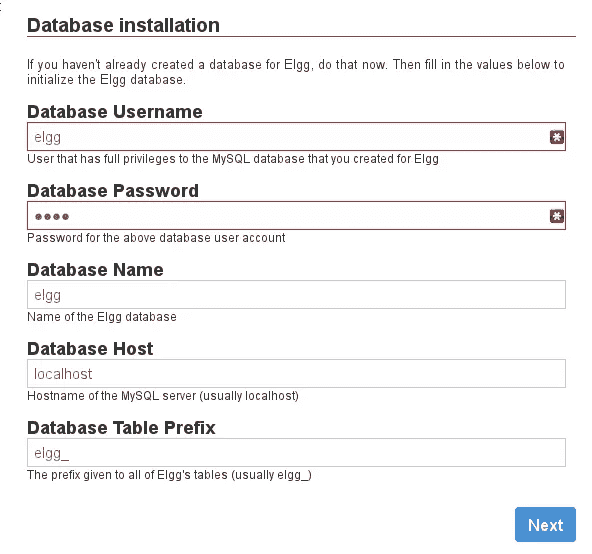 Database installation
If you haven't already created a database for Elgg, do that now. Then fill in the values below to
initialize the Elgg database.
Database Username
elgg
User that has full privileges to the MySQL database that you created for Elgg
Database Password
●●●●
Password for the above database user account
Database Name
elgg
Name of the Elgg database
Database Host
localhost
Hostname of the MySQL server (usually localhost)
Database Table Prefix
elgg_
The prefix given to all of Elgg's tables (usually elgg_)
Next